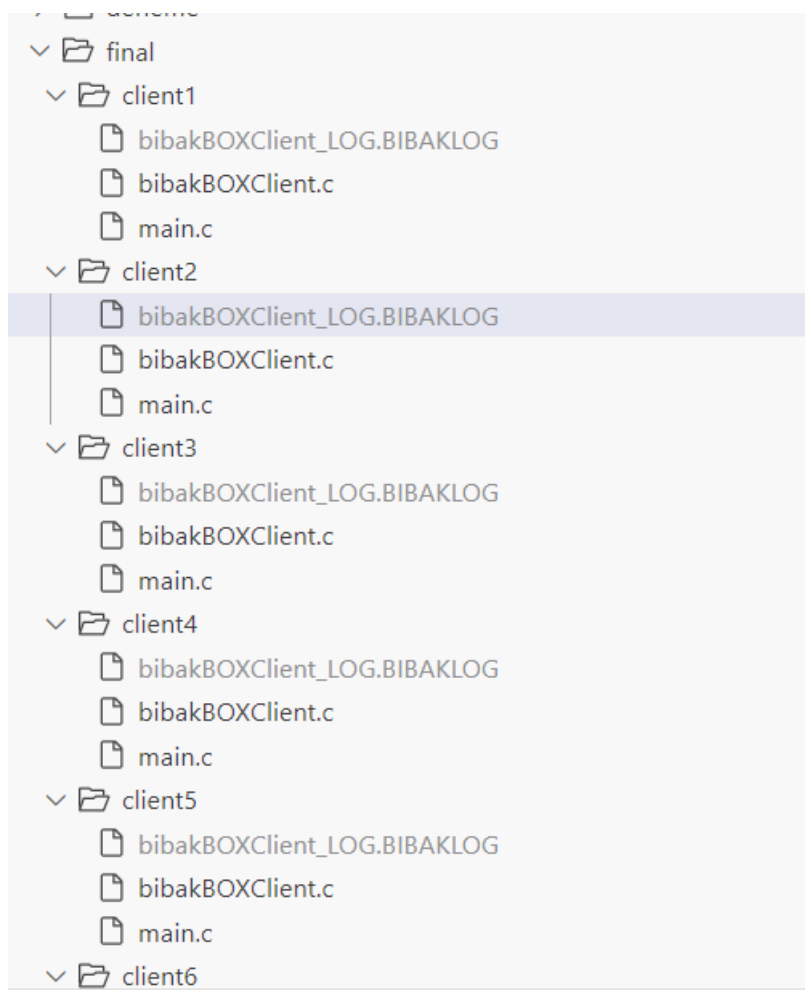 deneme
final
client1
bibakBOXClient_LOG.BIBAKLOG
bibakBOXClient.c
main.c
client2
bibakBOXClient_LOG.BIBAKLOG
bibakBOXClient.c
main.c
client3
bibakBOXClient_LOG.BIBAKLOG
bibakBOXClient.c
main.c
client4
bibakBOXClient_LOG.BIBAKLOG
bibakBOXClient.c
main.c
client5
bibakBOXClient_LOG.BIBAKLOG
bibakBOXClient.c
main.c
client6